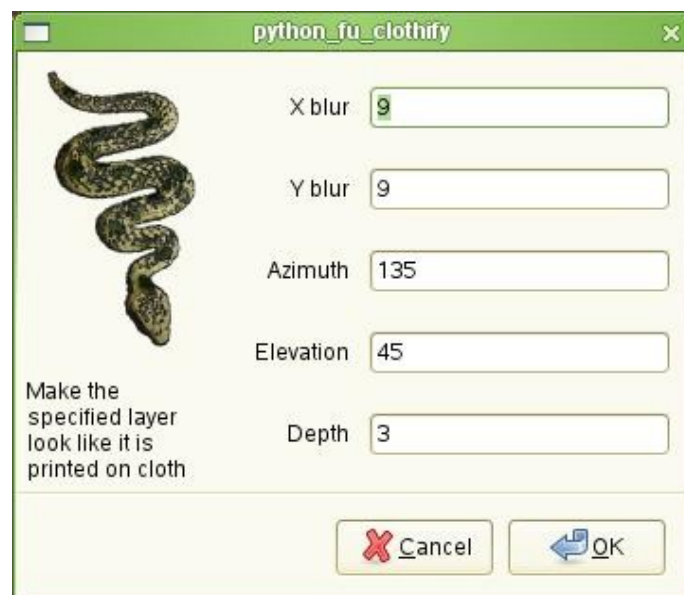 python_fu_clothify
X blur 9
Y blur 9
Azimuth 135
Elevation 45
Depth 3
Make the
specified layer
look like it is
printed on cloth
Cancel OK